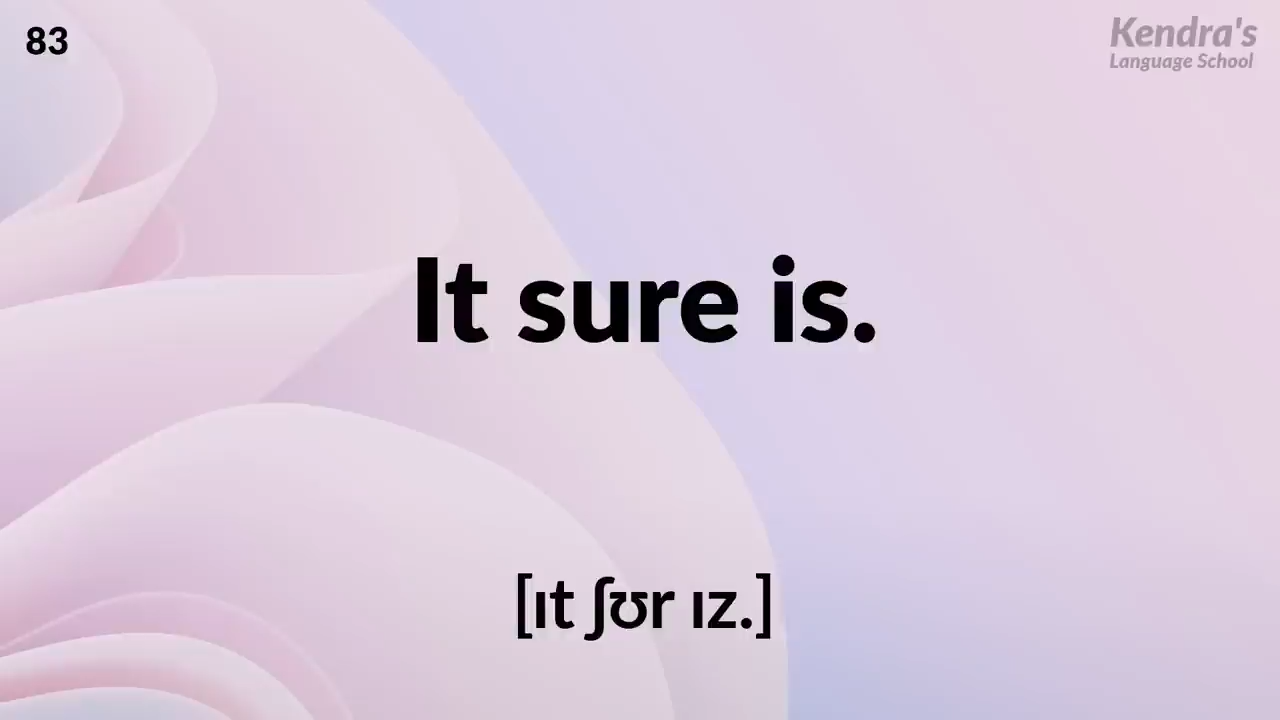 83
Kendra's
Language School
It sure is.
[ɪt ʃʊr ɪz.]